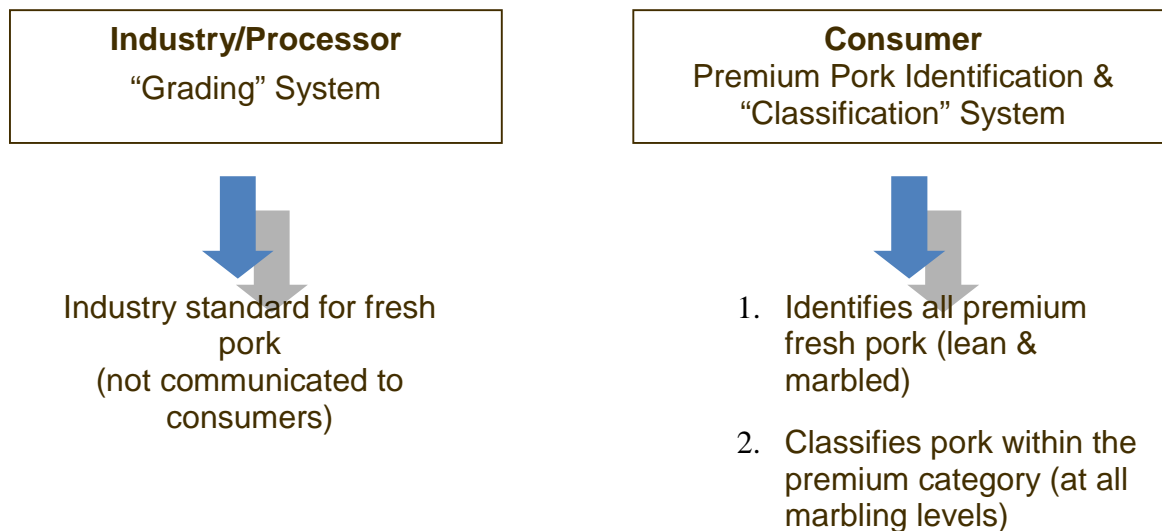 Industry/Processor
“Grading” System
Industry standard for fresh
pork
(not communicated to
consumers)
Consumer
Premium Pork Identification &
“Classification” System
1. Identifies all premium
fresh pork (lean &
marbled)
2. Classifies pork within the
premium category (at all
marbling levels)